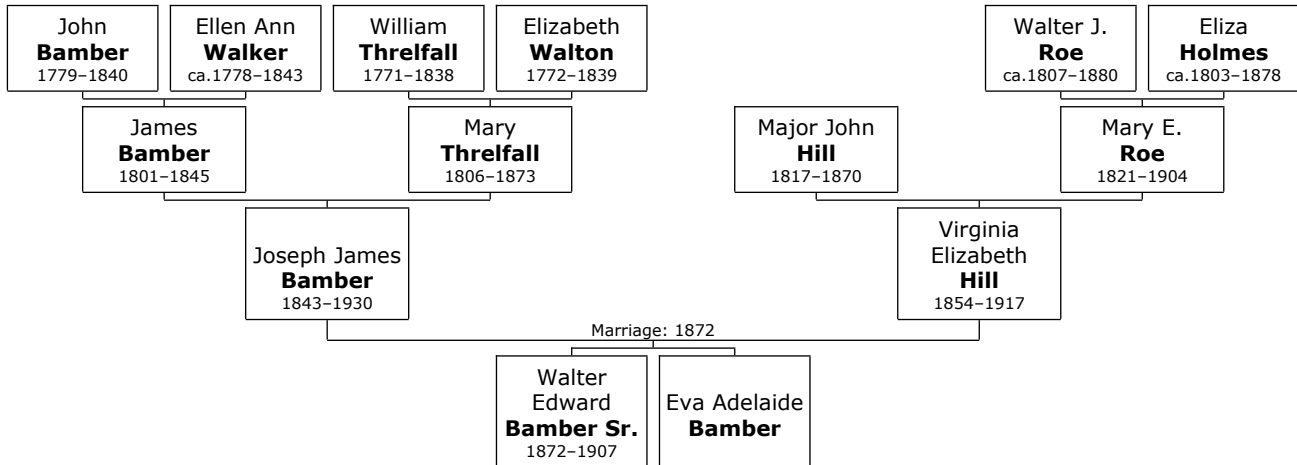 John
Bamber
1779–1840
Ellen Ann
Walker
ca.1778–1843
William
Threlfall
1771–1838
Elizabeth
Walton
1772–1839
Walter J.
Roe
ca.1807–1880
Eliza
Holmes
ca.1803–1878
James
Bamber
1801–1845
Mary
Threlfall
1806–1873
Major John
Hill
1817–1870
Mary E.
Roe
1821–1904
Joseph James
Bamber
1843–1930
Virginia
Elizabeth
Hill
1854–1917
Marriage: 1872
Walter
Edward
Bamber Sr.
1872–1907
Eva Adelaide
Bamber